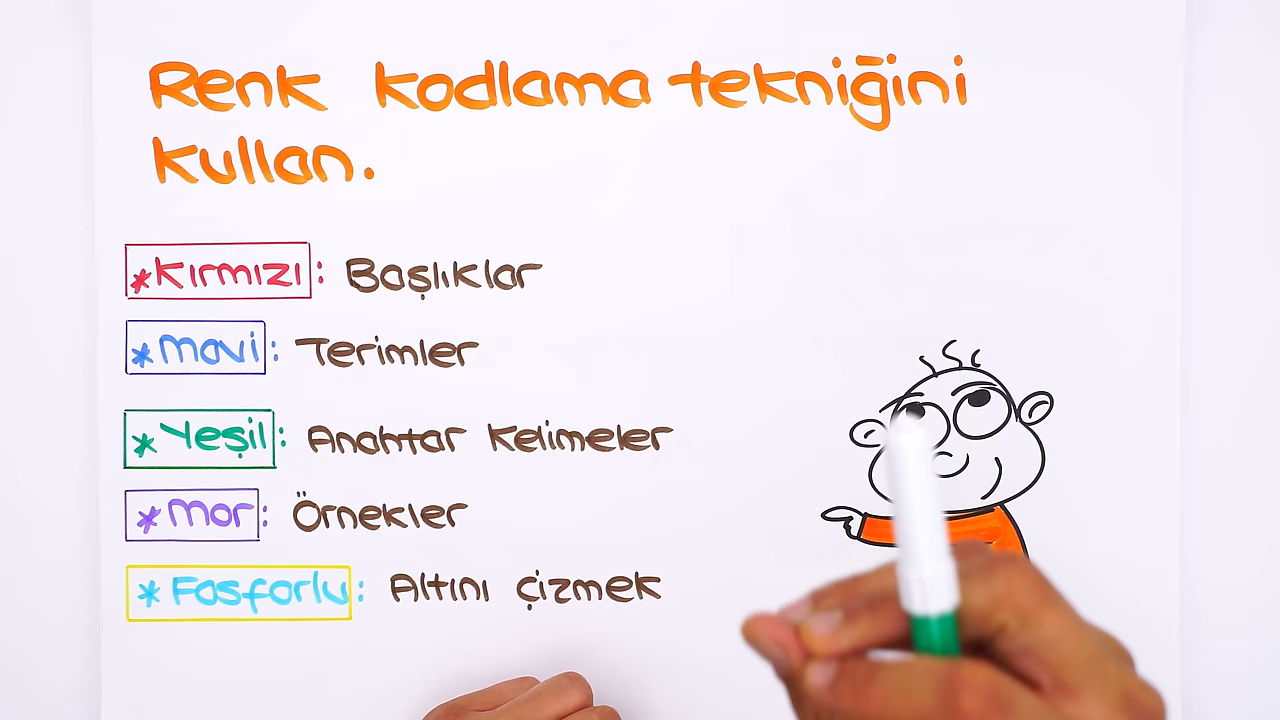 Renk kodlama tekniğini
kullan.
*Kırmızı: Başlıklar
*Mavi: Terimler
*Yeşil: Anahtar Kelimeler
*Mor: Örnekler
*Fosforlu: Altını çizmek